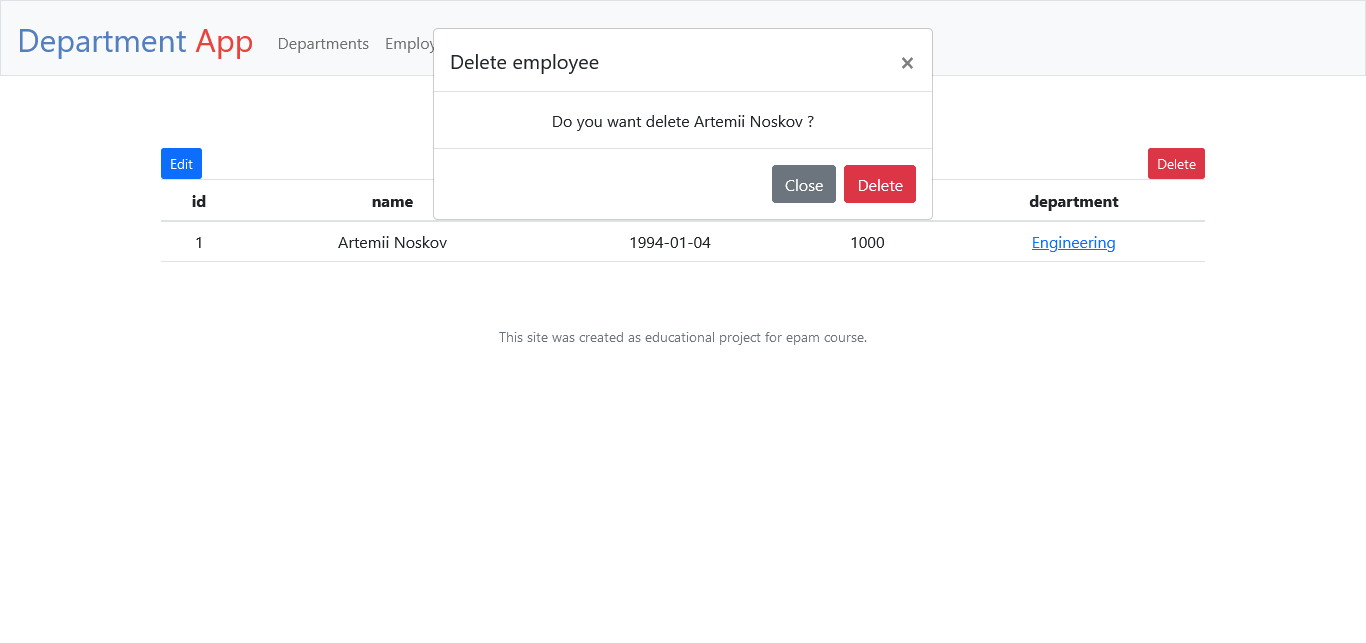 Department App Departments Employ
Delete employee ×
Do you want delete Artemii Noskov ?
Close Delete
Edit Delete
id name department
1 Artemii Noskov 1994-01-04 1000 Engineering
This site was created as educational project for epam course.